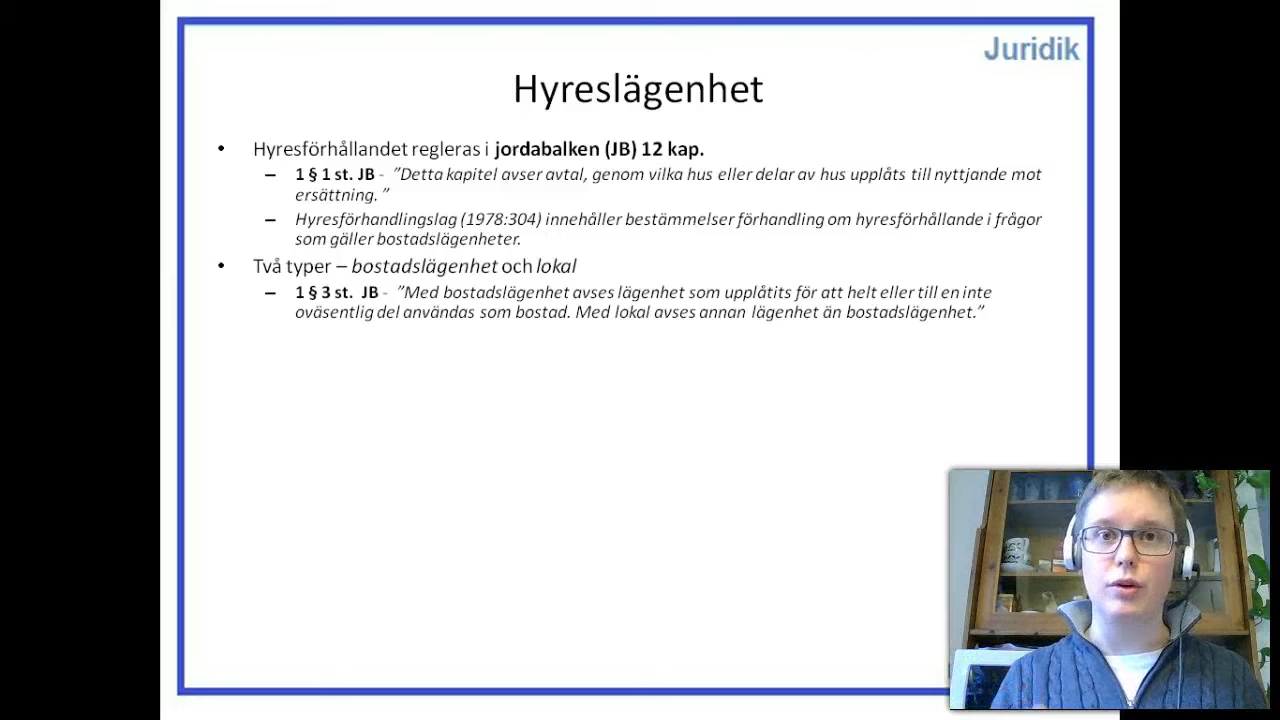 Juridik
Hyreslägenhet
• Hyresförhållandet regleras i jordabalken (JB) 12 kap.
– 1 § 1 st. JB - ”Detta kapitel avser avtal, genom vilka hus eller delar av hus upplåts till nyttjande mot
ersättning. ”
– Hyresförhandlingslag (1978:304) innehåller bestämmelser förhandling om hyresförhållande i frågor
som gäller bostadslägenheter.
• Två typer – bostadslägenhet och lokal
– 1 § 3 st. JB - ”Med bostadslägenhet avses lägenhet som upplåtits för att helt eller till en inte
oväsentlig del användas som bostad. Med lokal avses annan lägenhet än bostadslägenhet.”